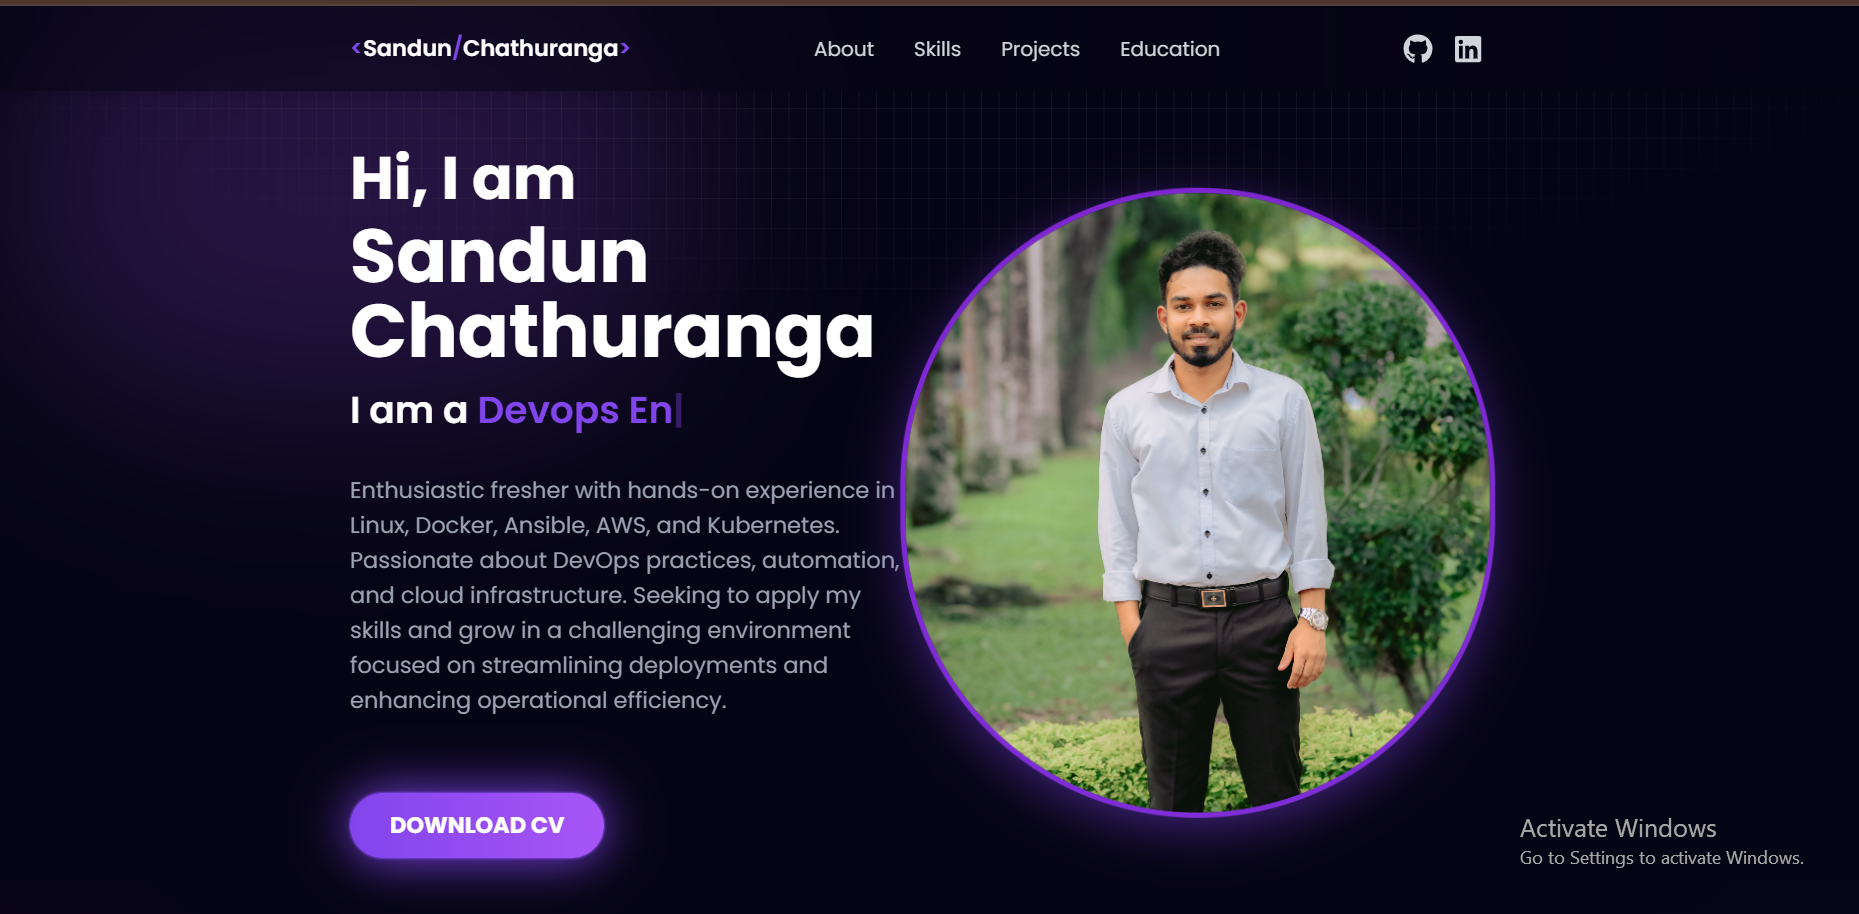 <Sandun/Chathuranga>
About Skills Projects Education
Hi, I am
Sandun
Chathuranga
I am a Devops En|
Enthusiastic fresher with hands-on experience in
Linux, Docker, Ansible, AWS, and Kubernetes.
Passionate about DevOps practices, automation,
and cloud infrastructure. Seeking to apply my
skills and grow in a challenging environment
focused on streamlining deployments and
enhancing operational efficiency.
DOWNLOAD CV
Activate Windows
Go to Settings to activate Windows.